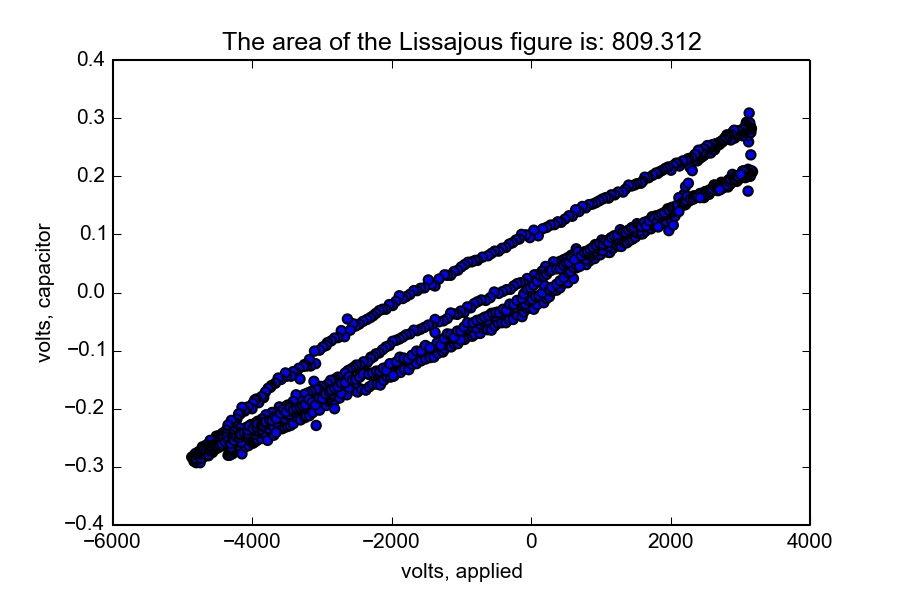 The area of the Lissajous figure is: 809.312
0.4
0.3
0.2
0.1
0.0
−0.1
−0.2
−0.3
−0.4
volts, capacitor
−6000 −4000 −2000 0 2000 4000
volts, applied